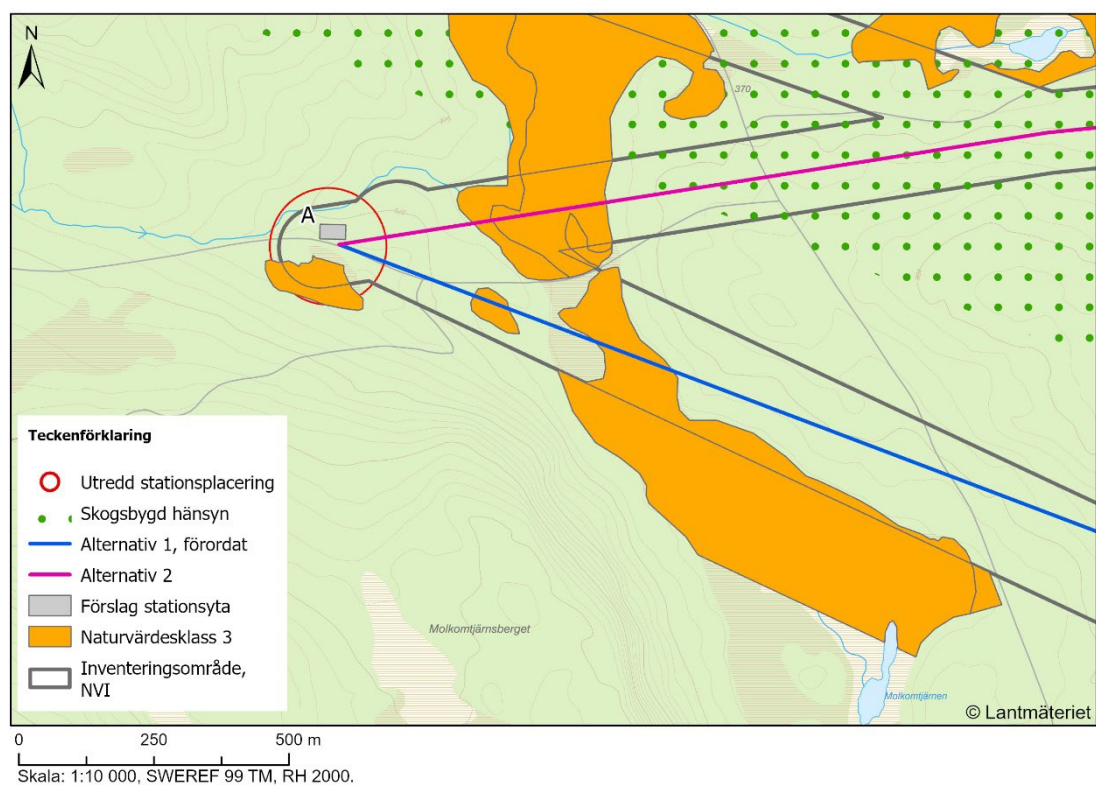 N
370
A
Teckenförklaring
Utredd stationsplacering
Skogsbygd hänsyn
Alternativ 1, förordat
Alternativ 2
Förslag stationsyta
Naturvärdesklass 3
Inventeringsområde,
NVI
Molkomtjärnsberget
Molkomtjärnen
© Lantmäteriet
0 250 500 m
Skala: 1:10 000, SWEREF 99 TM, RH 2000.